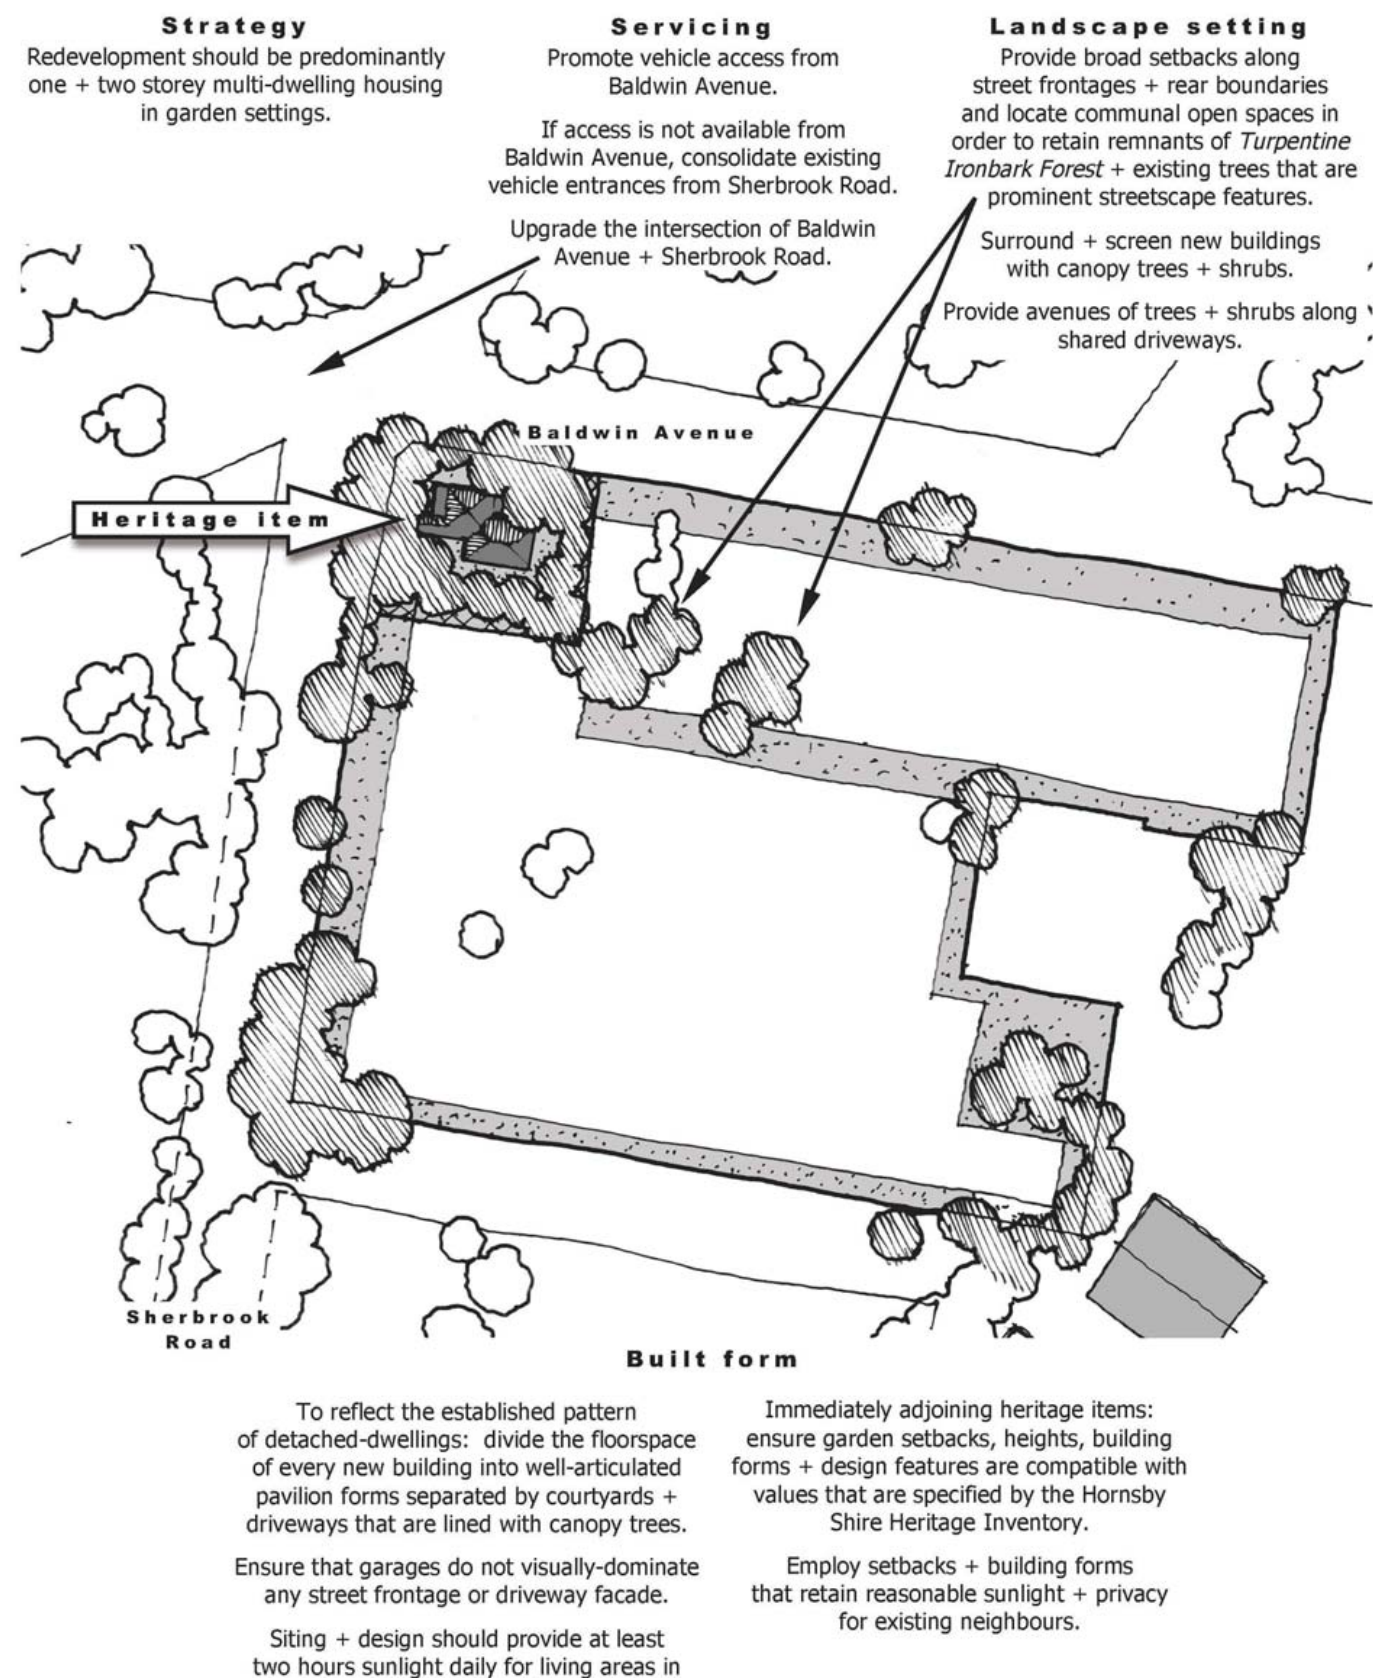 Strategy
Redevelopment should be predominantly
one + two storey multi-dwelling housing
in garden settings.
Servicing
Promote vehicle access from
Baldwin Avenue.
If access is not available from
Baldwin Avenue, consolidate existing
vehicle entrances from Sherbrook Road.
Upgrade the intersection of Baldwin
Avenue + Sherbrook Road.
Landscape setting
Provide broad setbacks along
street frontages + rear boundaries
and locate communal open spaces in
order to retain remnants of Turpentine
Ironbark Forest + existing trees that are
prominent streetscape features.
Surround + screen new buildings
with canopy trees + shrubs.
Provide avenues of trees + shrubs along
shared driveways.
Baldwin Avenue
Heritage item
Sherbrook
Road
Built form
To reflect the established pattern
of detached-dwellings: divide the floorspace
of every new building into well-articulated
pavilion forms separated by courtyards +
driveways that are lined with canopy trees.
Ensure that garages do not visually-dominate
any street frontage or driveway facade.
Siting + design should provide at least
two hours sunlight daily for living areas in
Immediately adjoining heritage items:
ensure garden setbacks, heights, building
forms + design features are compatible with
values that are specified by the Hornsby
Shire Heritage Inventory.
Employ setbacks + building forms
that retain reasonable sunlight + privacy
for existing neighbours.